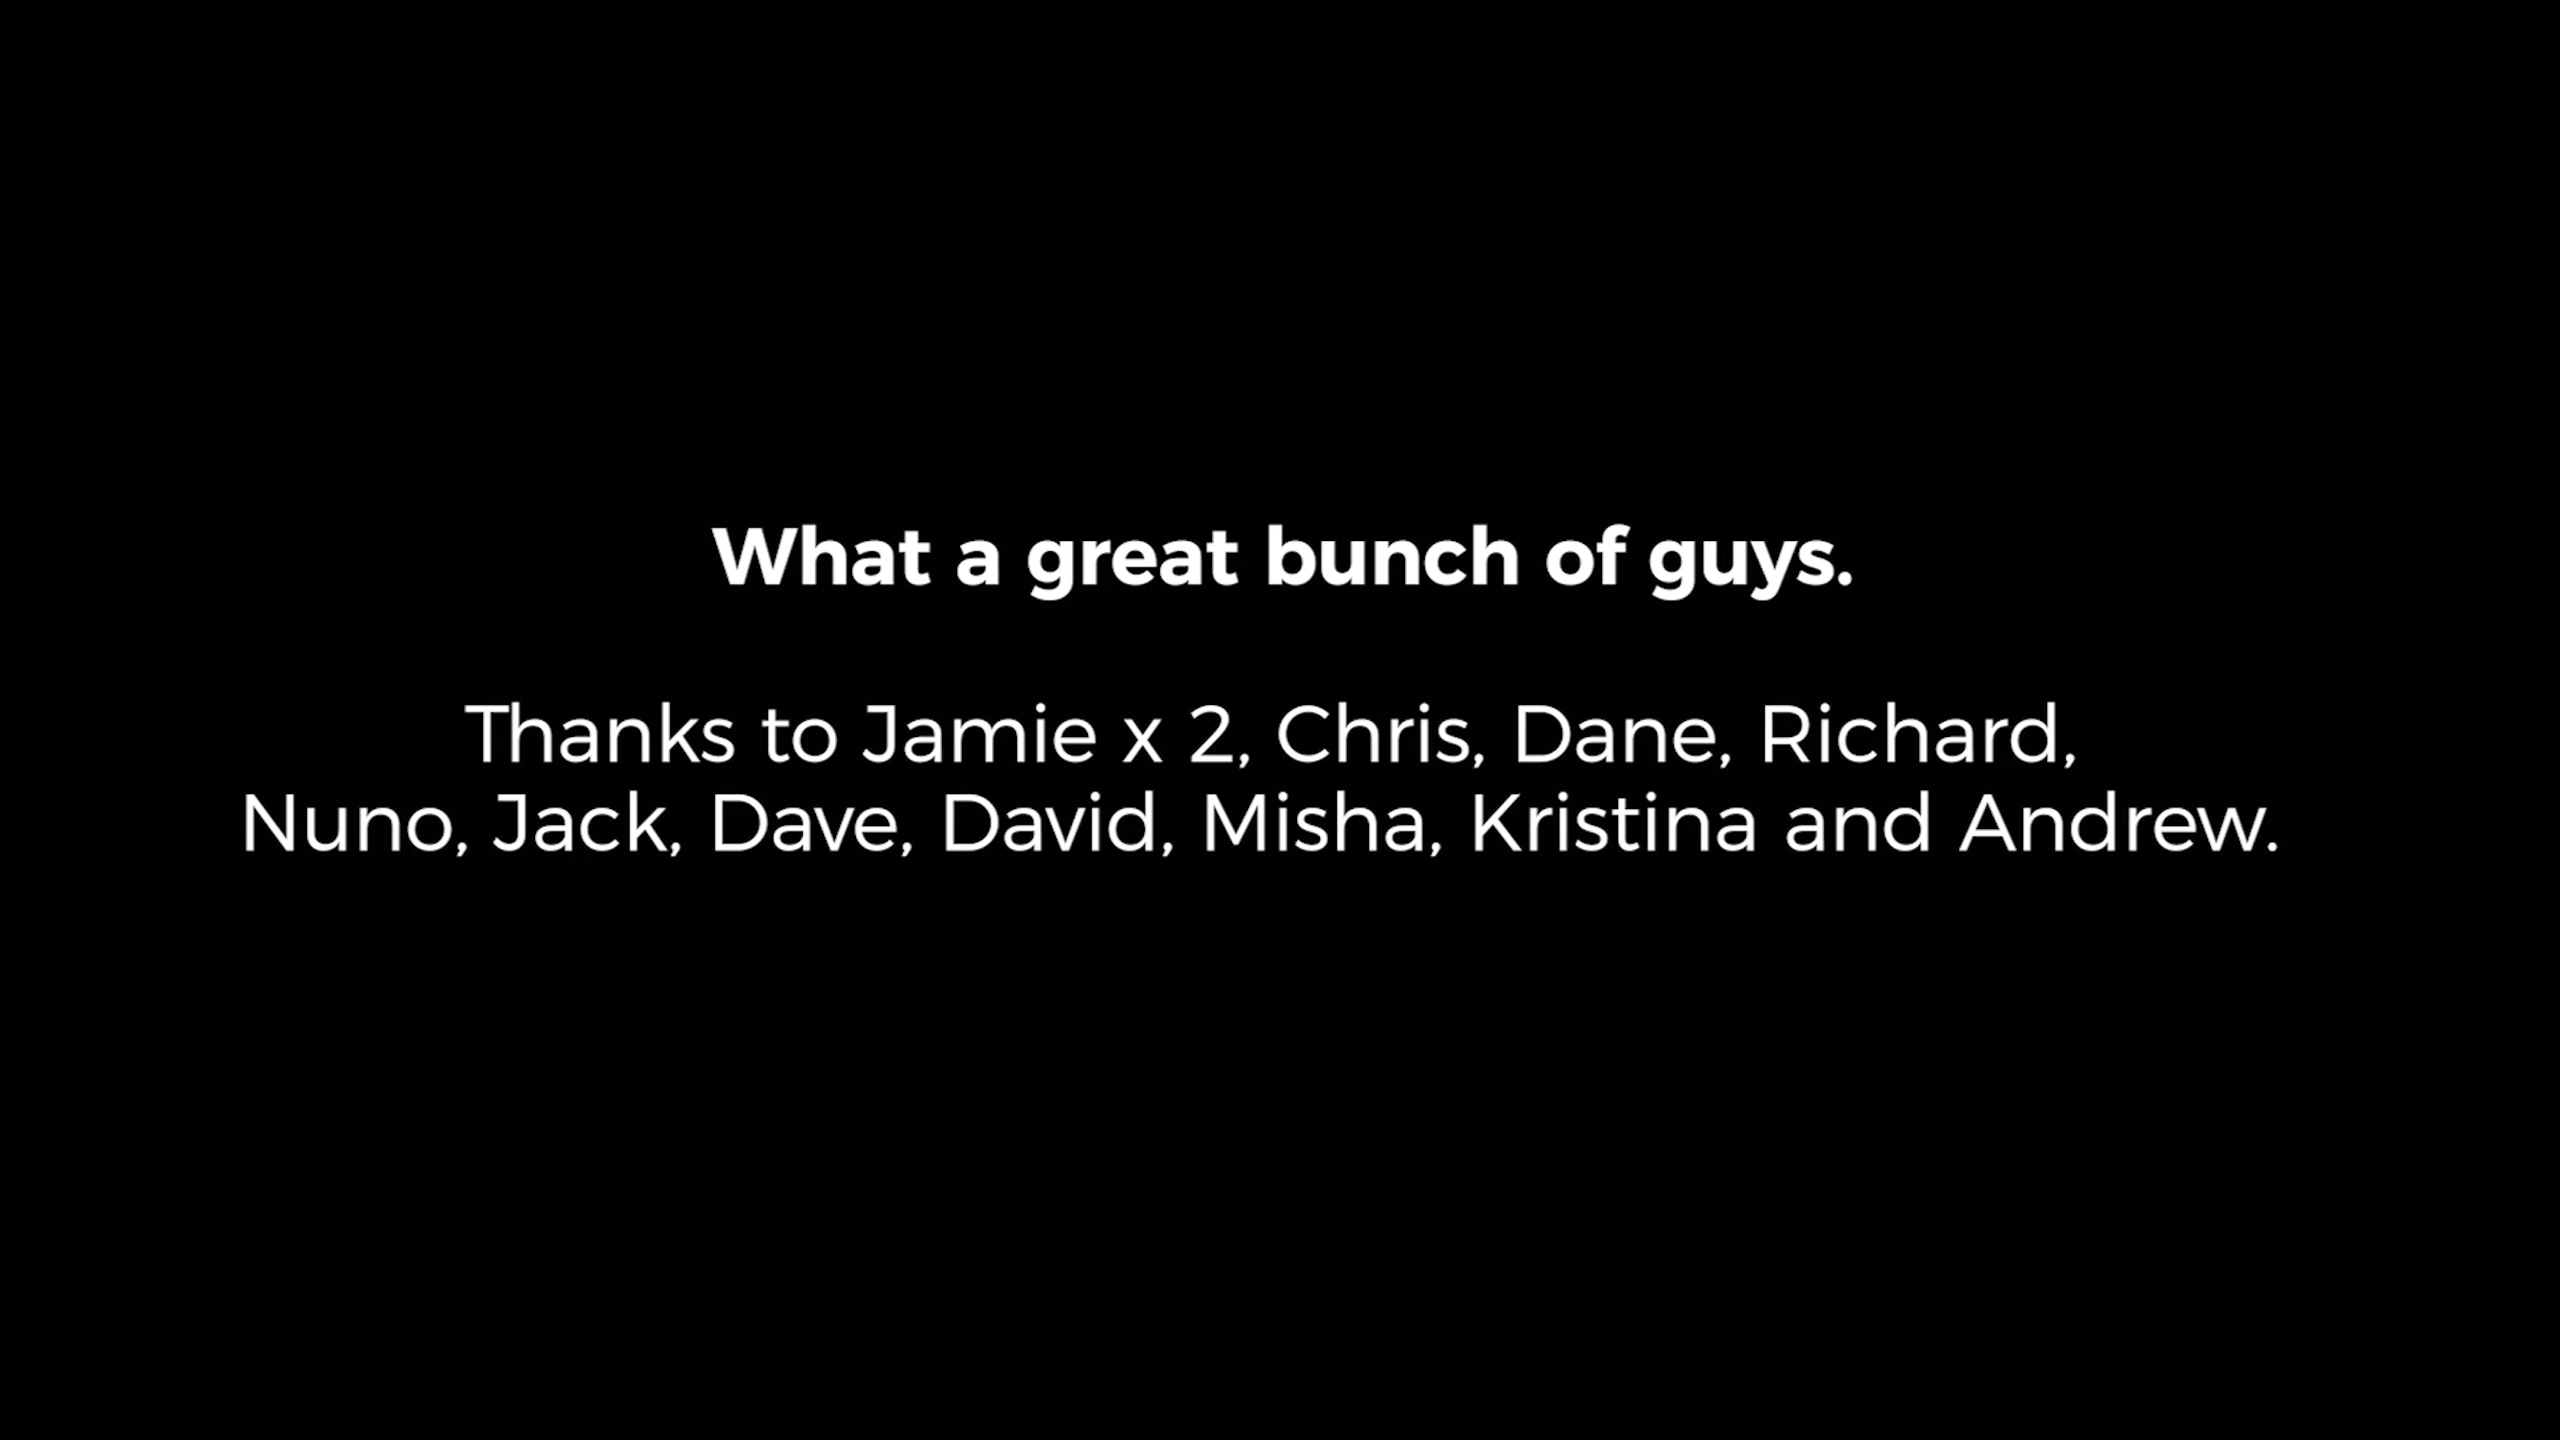 What a great bunch of guys.
Thanks to Jamie x 2, Chris, Dane, Richard,
Nuno, Jack, Dave, David, Misha, Kristina and Andrew.